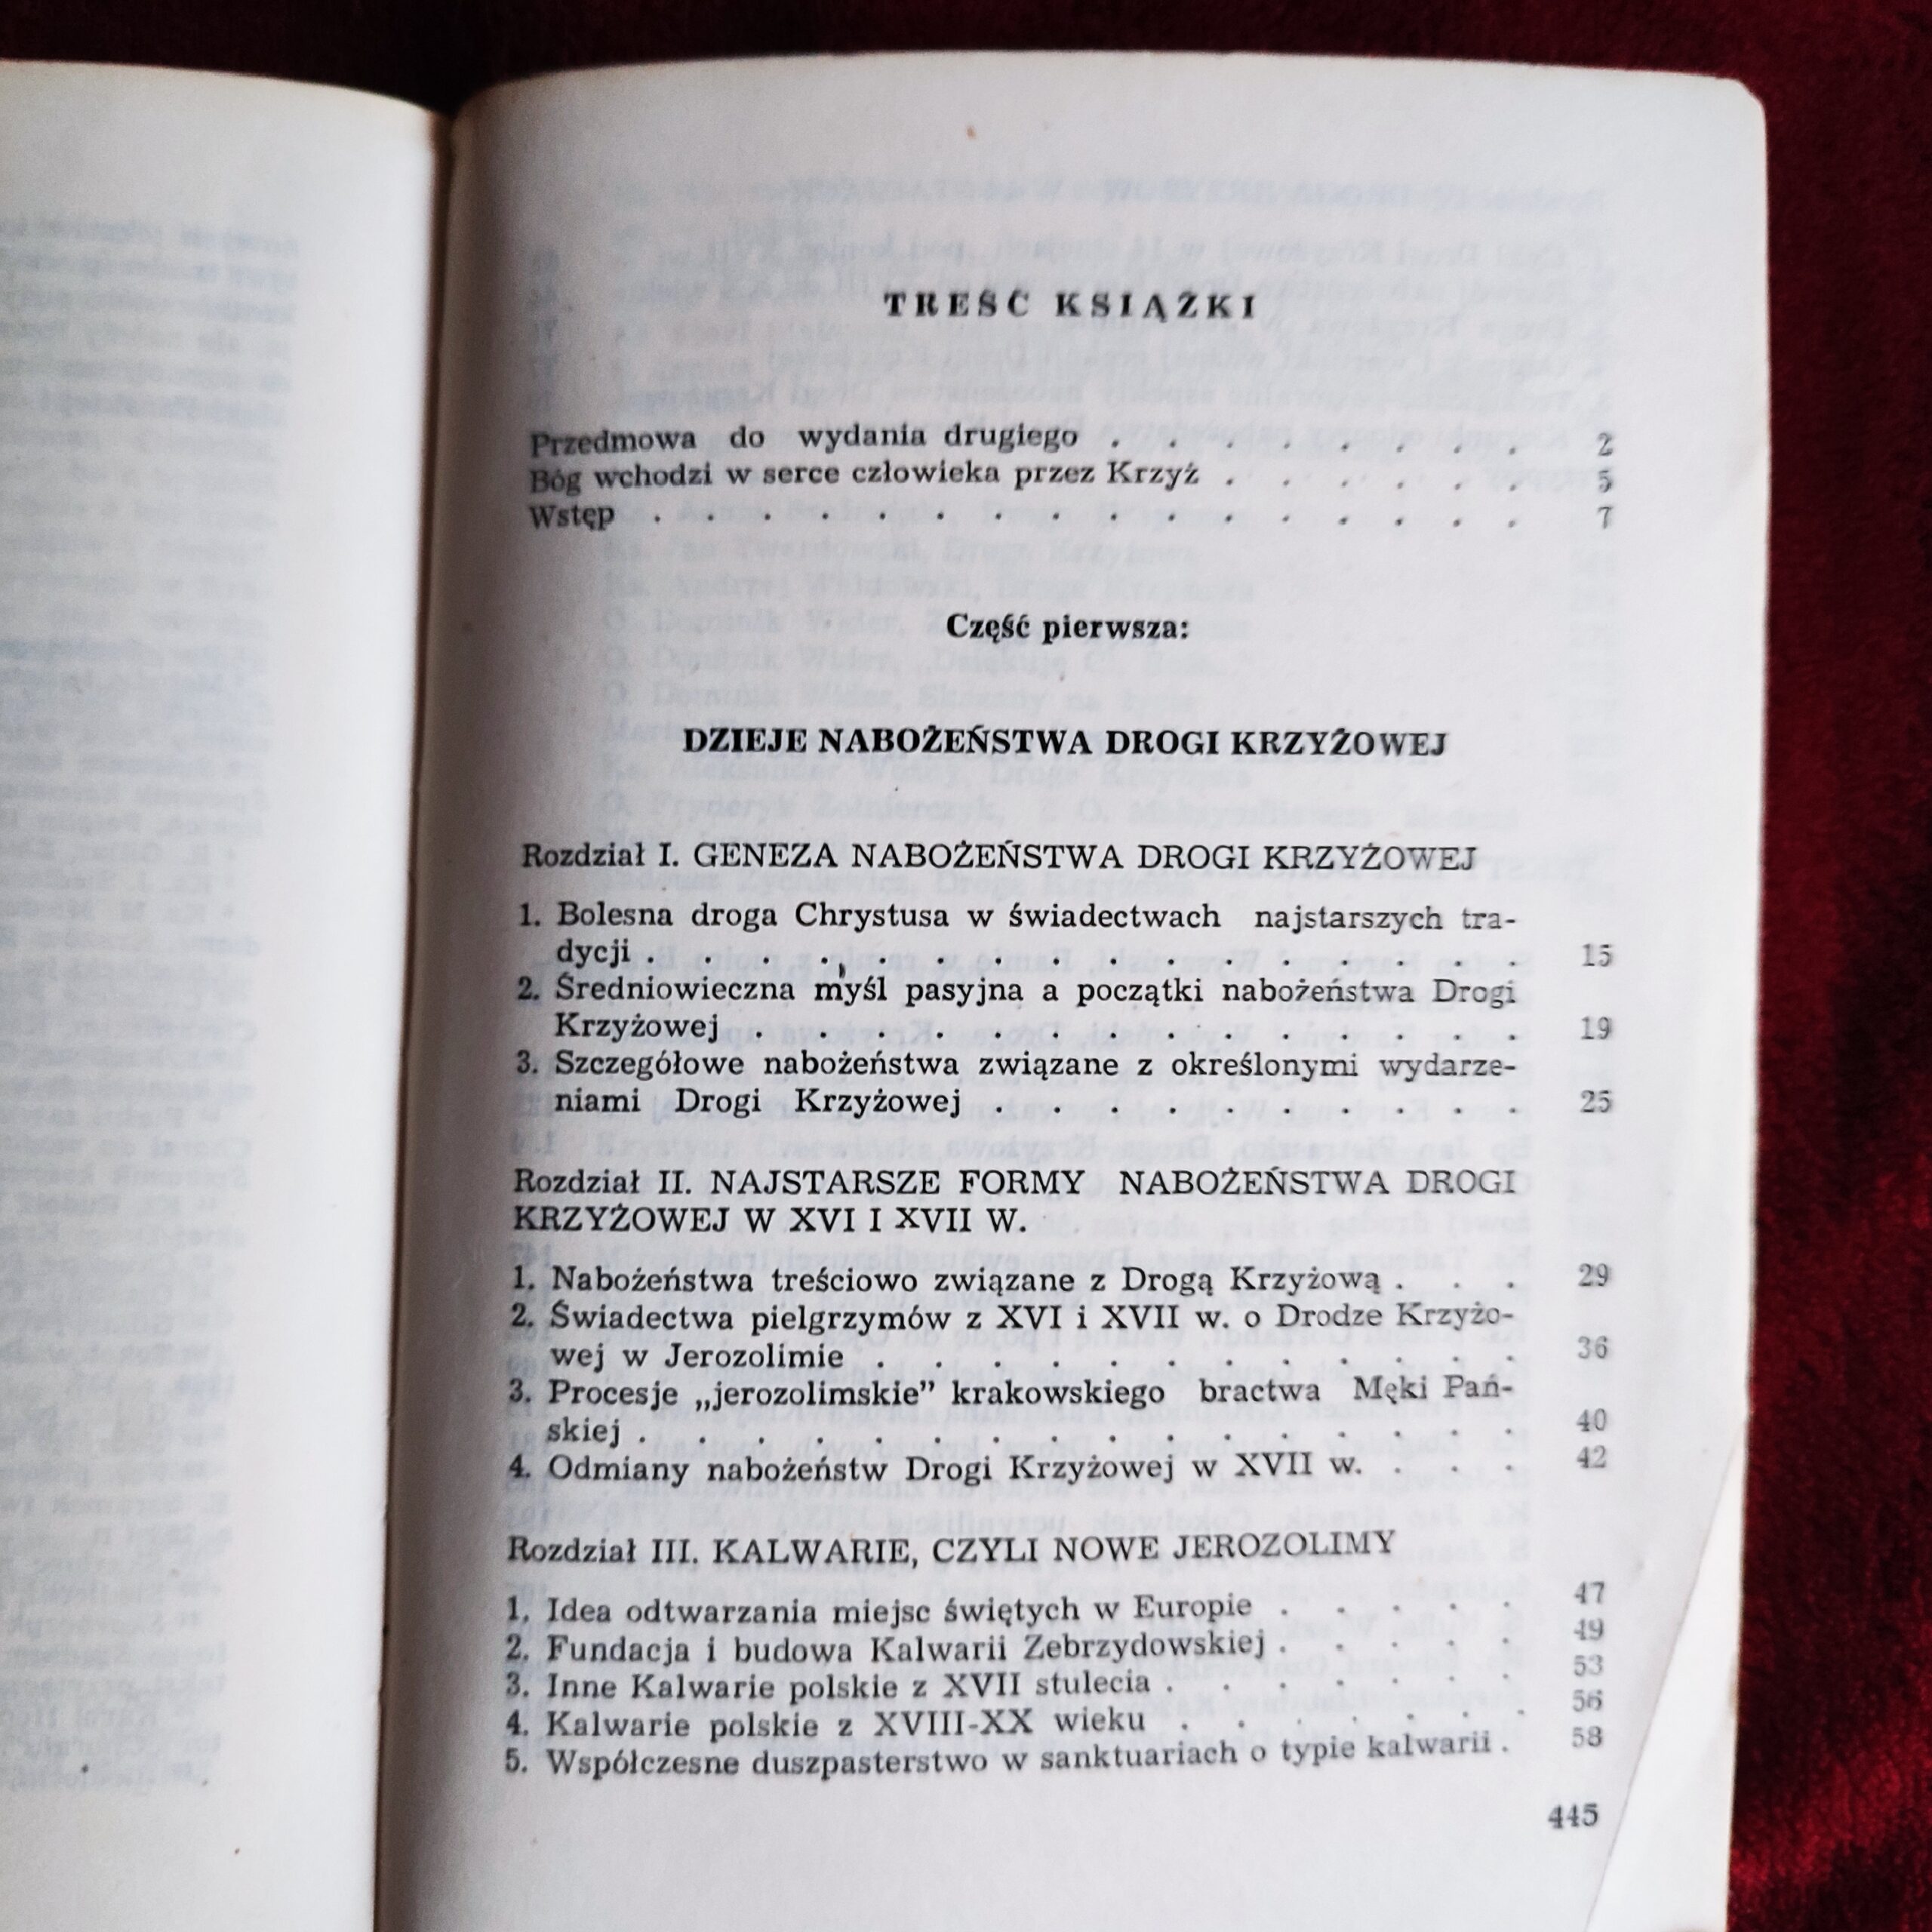 TREŚĆ KSIĄŻKI
Przedmowa do wydania drugiego . . . . . . . . 2
Bóg wchodzi w serce człowieka przez Krzyż . . . . . . 5
Wstęp . . . . . . . . . . . . . . . . 7
Część pierwsza:
DZIEJE NABOŻEŃSTWA DROGI KRZYŻOWEJ
Rozdział I. GENEZA NABOŻEŃSTWA DROGI KRZYŻOWEJ
1. Bolesna droga Chrystusa w świadectwach najstarszych tra-
dycji . . . . . . . . . . . . . . . . 15
2. Średniowieczna myśl pasyjna a początki nabożeństwa Drogi
Krzyżowej . . . . . . . . . . . . . . 19
3. Szczegółowe nabożeństwa związane z określonymi wydarze-
niami Drogi Krzyżowej . . . . . . . . . . 25
Rozdział II. NAJSTARSZE FORMY NABOŻEŃSTWA DROGI
KRZYŻOWEJ W XVI I XVII W.
1. Nabożeństwa treściowo związane z Drogą Krzyżową . . . 29
2. Świadectwa pielgrzymów z XVI i XVII w. o Drodze Krzyżo-
wej w Jerozolimie . . . . . . . . . . . . 36
3. Procesje „jerozolimskie” krakowskiego bractwa Męki Pań-
skiej . . . . . . . . . . . . . . . . 40
4. Odmiany nabożeństw Drogi Krzyżowej w XVII w. . . . 42
Rozdział III. KALWARIE, CZYLI NOWE JEROZOLIMY
1. Idea odtwarzania miejsc świętych w Europie . . . . . 47
2. Fundacja i budowa Kalwarii Zebrzydowskiej . . . . . 49
3. Inne Kalwarie polskie z XVII stulecia . . . . . . . 53
4. Kalwarie polskie z XVIII-XX wieku . . . . . . . 56
5. Współczesne duszpasterstwo w sanktuariach o typie kalwarii . 58
445